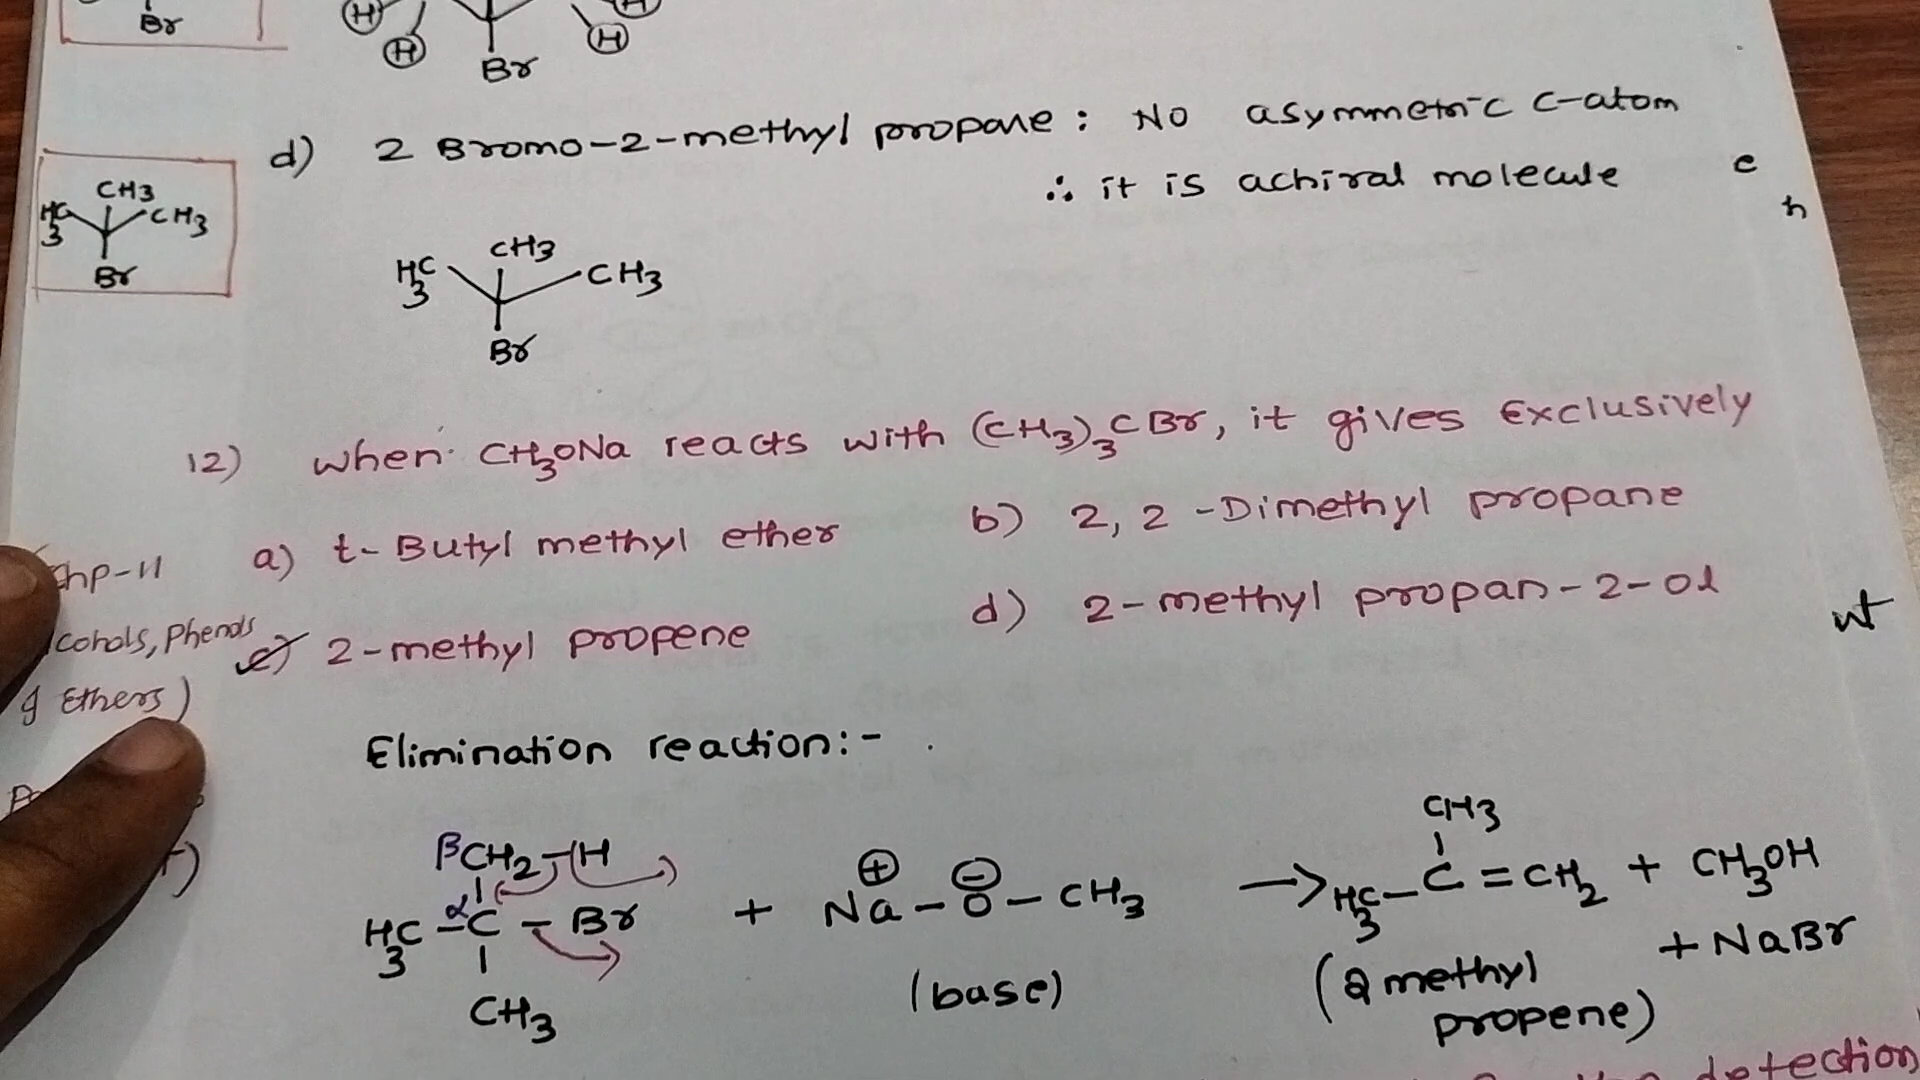 Br
H
H
H
Br
d) 2 Bromo-2-methyl propane : No asymmetric C-atom
∴ it is achiral molecule
e
n
CH3
H3C CH3
Br
CH3
H3C CH3
Br
12) when CH3ONa reacts with (CH3)3CBr, it gives Exclusively
a) t-Butyl methyl ether b) 2,2-Dimethyl propane
c) 2-methyl propene d) 2-methyl propan-2-ol
chp-11
cohols, Phenols
& Ethers)
nt
Elimination reaction:-
βCH2-H
H3C-αC-Br + Na⊕-O⊖-CH3 → H3C-C=CH2 + CH3OH
CH3
CH3
+ NaBr
(base)
(2 methyl
propene)
detection